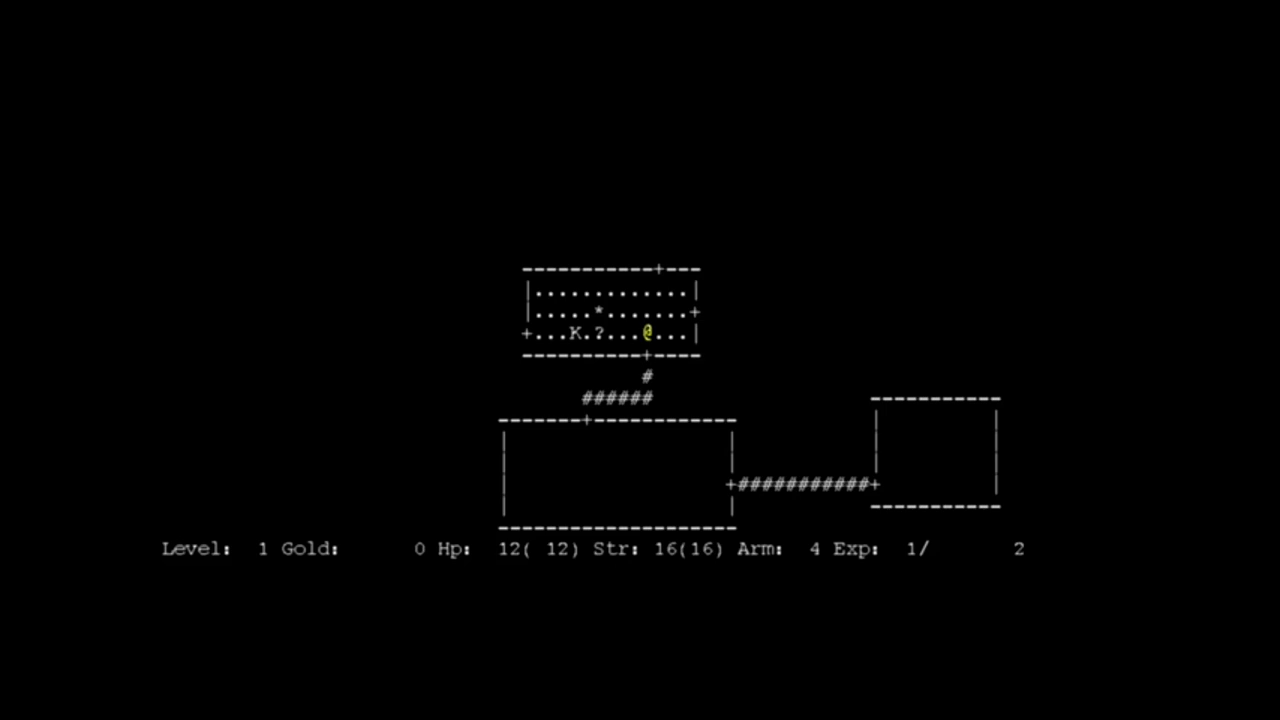 -----------+---
|.............|
|.....*.......+
+...K.?...@...|
----------+----
#
###### -----------
-------+------------ | |
| | | |
| | | |
| +###########+ |
| | -----------
--------------------
Level: 1 Gold: 0 Hp: 12( 12) Str: 16(16) Arm: 4 Exp: 1/ 2